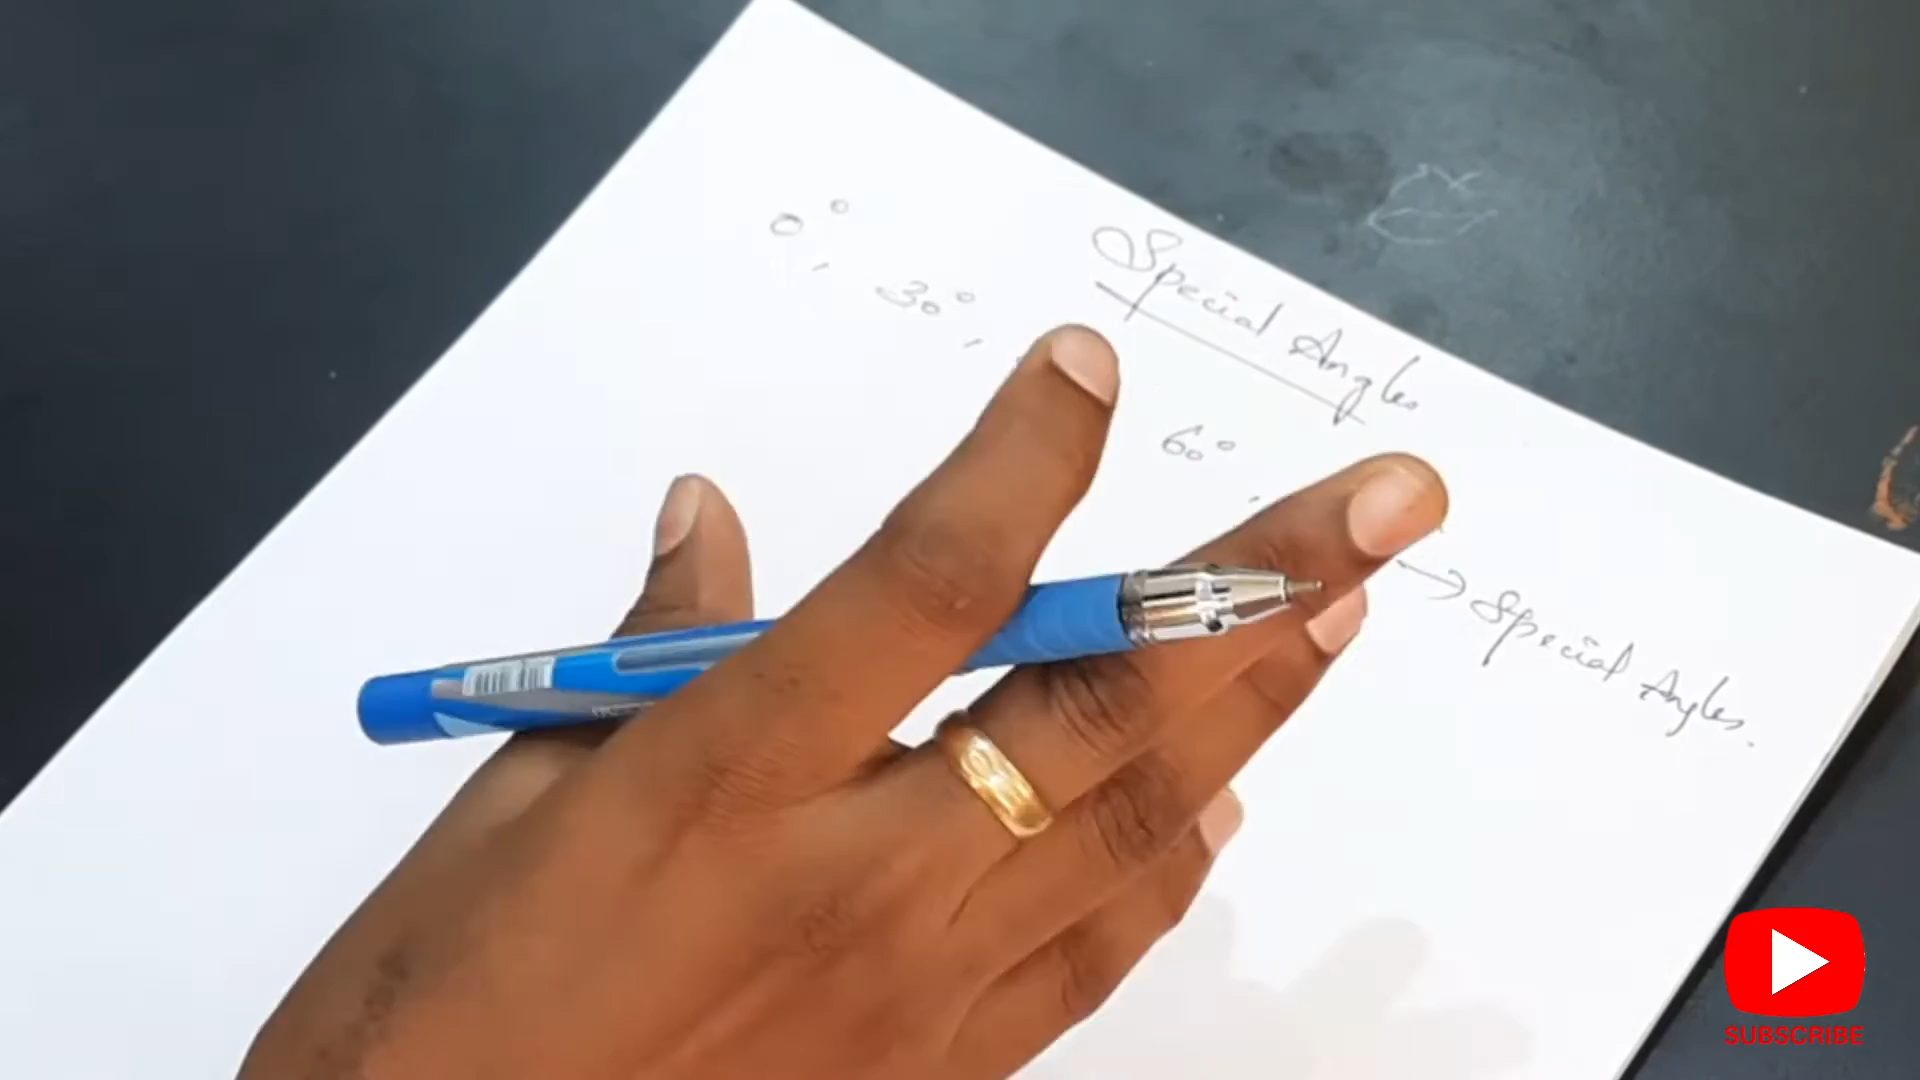 Special Angles
0°, 30°, 60°, → Special Angles.
SUBSCRIBE